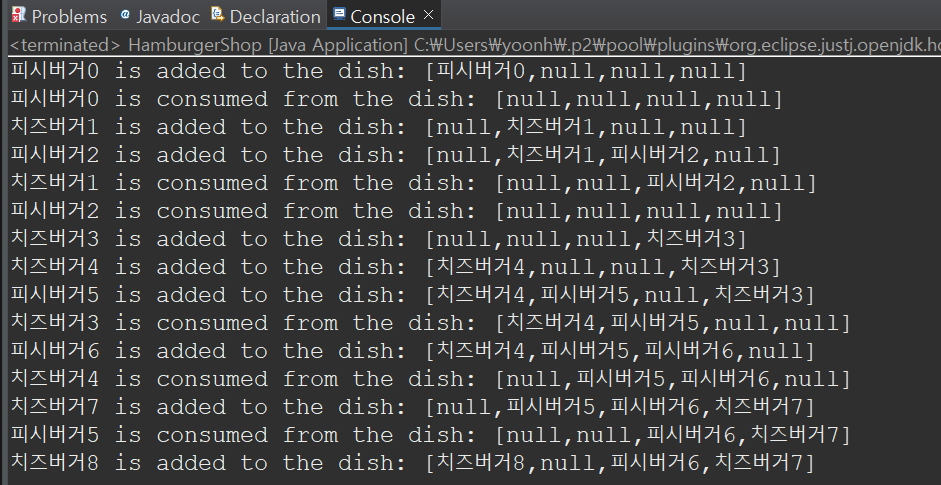 Problems Javadoc Declaration Console
<terminated> HamburgerShop [Java Application] C:₩Users₩yoonh₩.p2₩pool₩plugins₩org.eclipse.justj.openjdk.ho
피시버거0 is added to the dish: [피시버거0,null,null,null]
피시버거0 is consumed from the dish: [null,null,null,null]
치즈버거1 is added to the dish: [null,치즈버거1,null,null]
피시버거2 is added to the dish: [null,치즈버거1,피시버거2,null]
치즈버거1 is consumed from the dish: [null,null,피시버거2,null]
피시버거2 is consumed from the dish: [null,null,null,null]
치즈버거3 is added to the dish: [null,null,null,치즈버거3]
치즈버거4 is added to the dish: [치즈버거4,null,null,치즈버거3]
피시버거5 is added to the dish: [치즈버거4,피시버거5,null,치즈버거3]
치즈버거3 is consumed from the dish: [치즈버거4,피시버거5,null,null]
피시버거6 is added to the dish: [치즈버거4,피시버거5,피시버거6,null]
치즈버거4 is consumed from the dish: [null,피시버거5,피시버거6,null]
치즈버거7 is added to the dish: [null,피시버거5,피시버거6,치즈버거7]
피시버거5 is consumed from the dish: [null,null,피시버거6,치즈버거7]
치즈버거8 is added to the dish: [치즈버거8,null,피시버거6,치즈버거7]